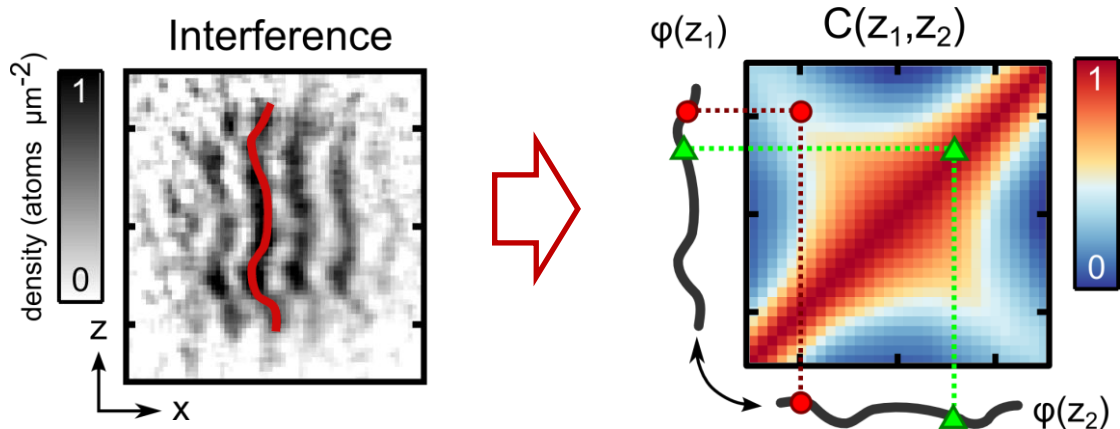 Interference
density (atoms μm⁻²)
1
0
z
x
φ(z₁)
C(z₁,z₂)
1
0
φ(z₂)